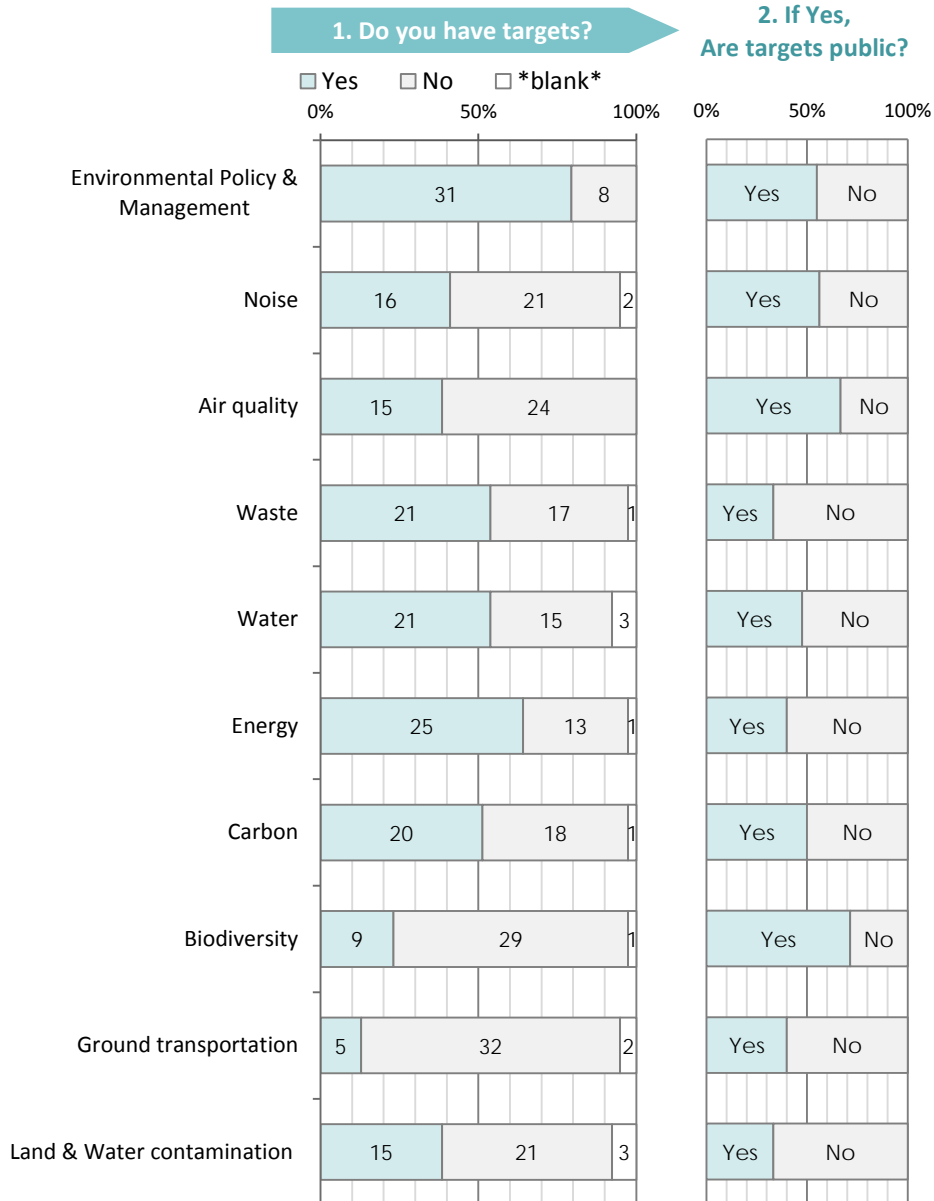 1. Do you have targets?
2. If Yes,
Are targets public?
Yes No *blank*
0% 50% 100%
0% 50% 100%
Environmental Policy &
Management
31 8
Yes No
Noise
16 21 2
Yes No
Air quality
15 24
Yes No
Waste
21 17 1
Yes No
Water
21 15 3
Yes No
Energy
25 13 1
Yes No
Carbon
20 18 1
Yes No
Biodiversity
9 29 1
Yes No
Ground transportation
5 32 2
Yes No
Land & Water contamination
15 21 3
Yes No